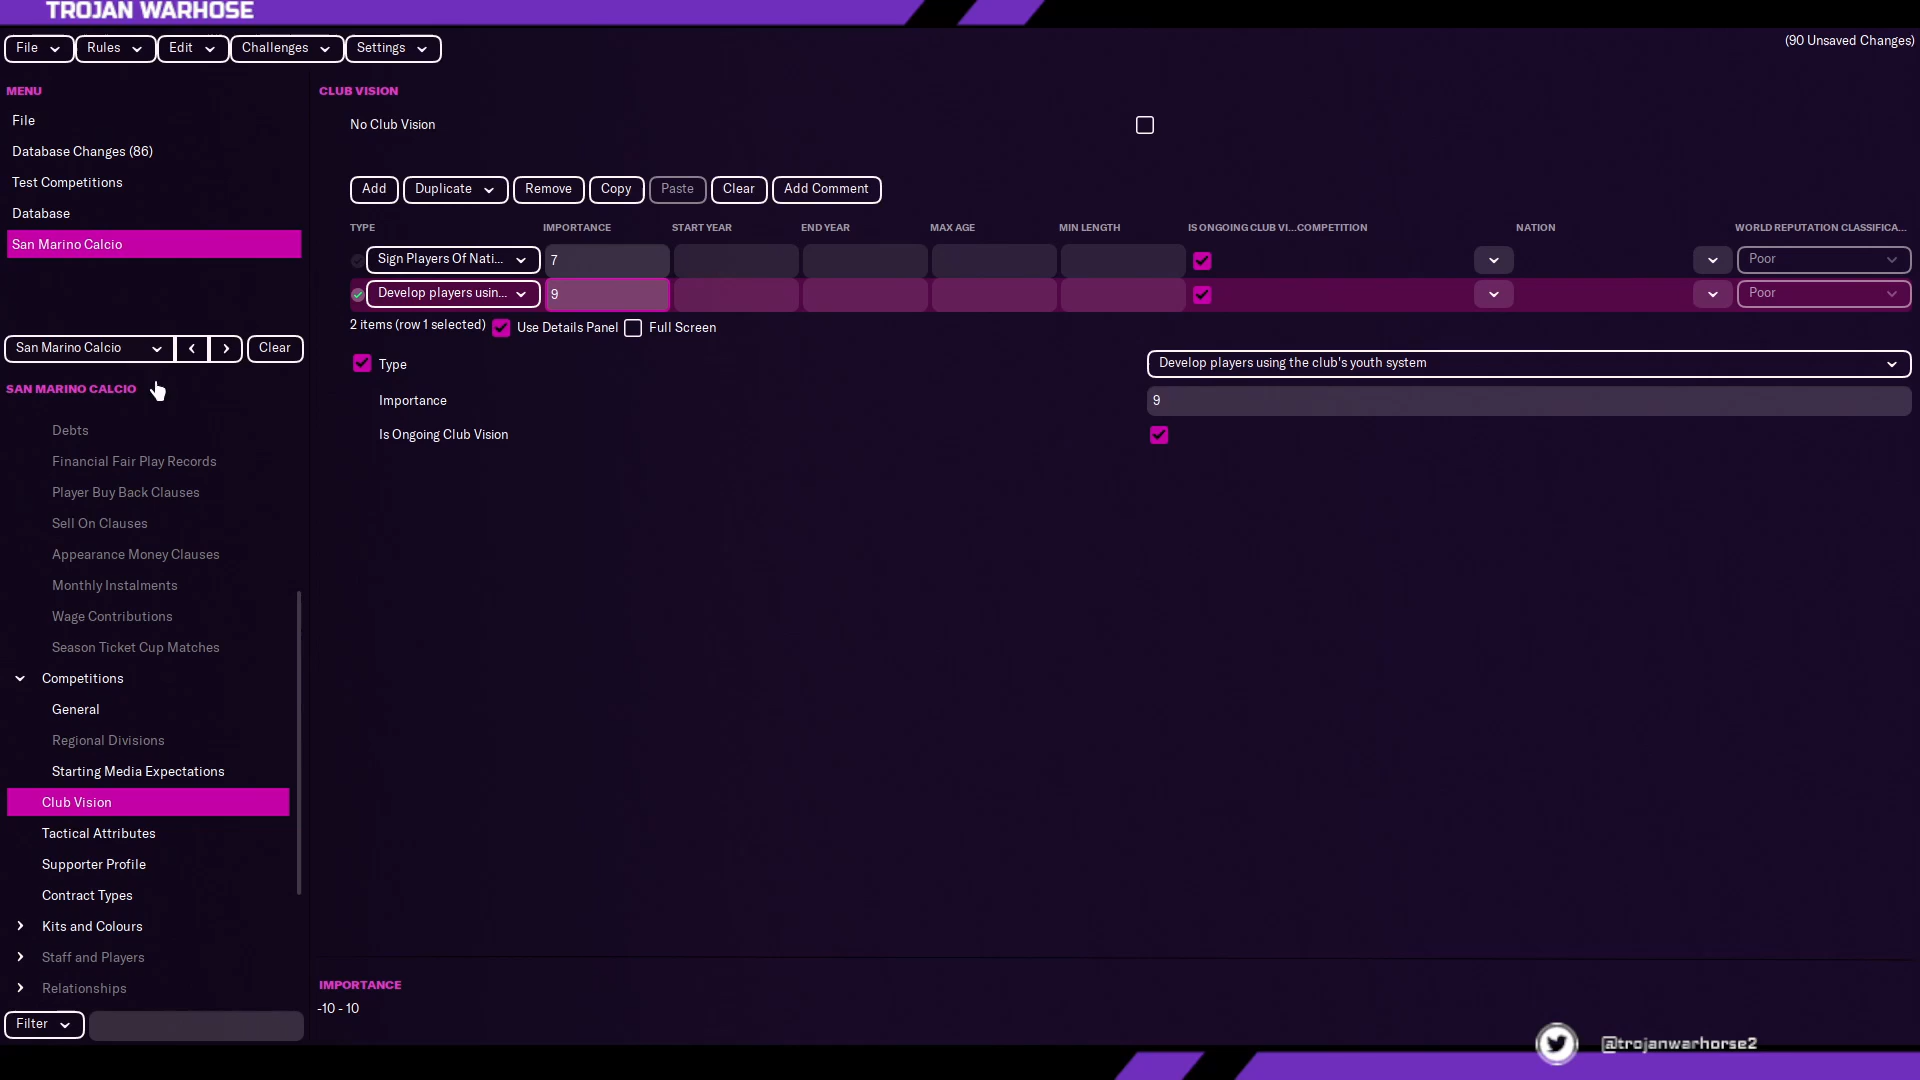 TROJAN WARHOSE
File Rules Edit Challenges Settings
(90 Unsaved Changes)
MENU
File
Database Changes (86)
Test Competitions
Database
San Marino Calcio
San Marino Calcio Clear
SAN MARINO CALCIO
Debts
Financial Fair Play Records
Player Buy Back Clauses
Sell On Clauses
Appearance Money Clauses
Monthly Instalments
Wage Contributions
Season Ticket Cup Matches
Competitions
General
Regional Divisions
Starting Media Expectations
Club Vision
Tactical Attributes
Supporter Profile
Contract Types
Kits and Colours
Staff and Players
Relationships
Filter
CLUB VISION
No Club Vision
Add Duplicate Remove Copy Paste Clear Add Comment
TYPE IMPORTANCE START YEAR END YEAR MAX AGE MIN LENGTH IS ONGOING CLUB VI...COMPETITION NATION WORLD REPUTATION CLASSIFICA...
Sign Players Of Nati... 7 Poor
Develop players usin... 9 Poor
2 items (row 1 selected) Use Details Panel Full Screen
Type Develop players using the club's youth system
Importance 9
Is Ongoing Club Vision
IMPORTANCE
-10 - 10
@trojanwarhorse2